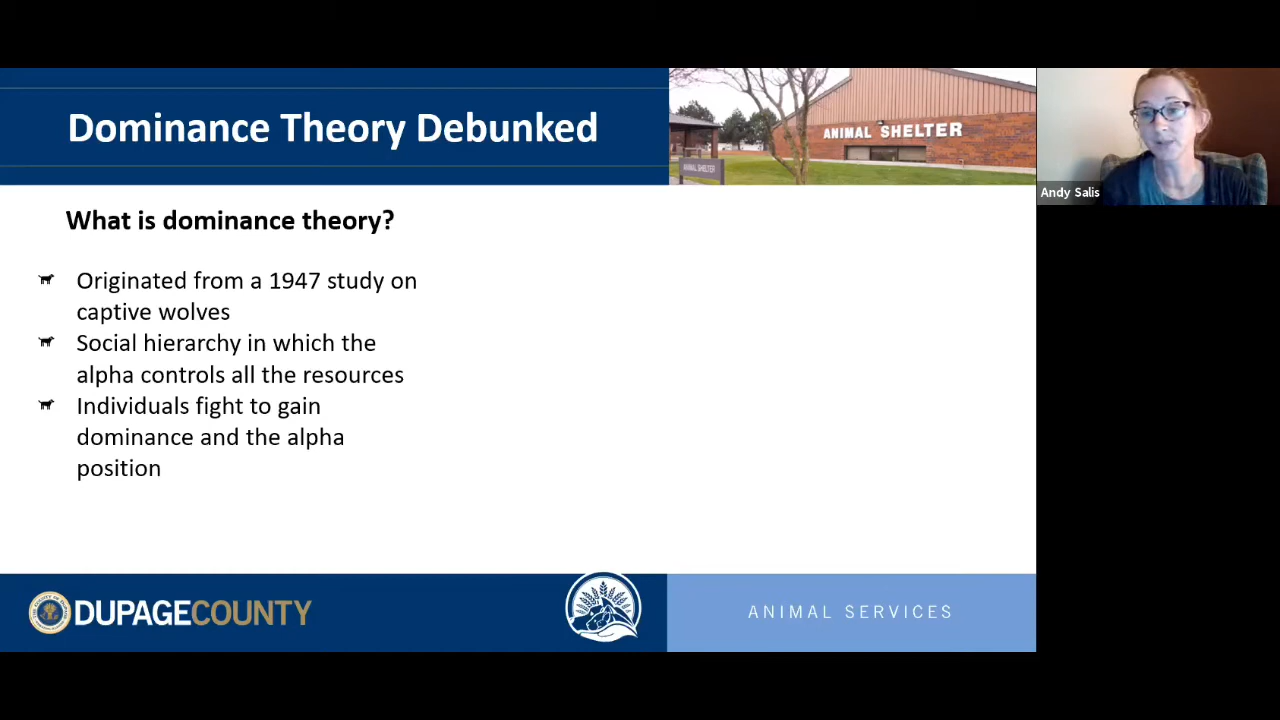 Dominance Theory Debunked
ANIMAL SHELTER
ANIMAL SHELTER
Andy Salis
What is dominance theory?
Originated from a 1947 study on
captive wolves
Social hierarchy in which the
alpha controls all the resources
Individuals fight to gain
dominance and the alpha
position
DUPAGECOUNTY
ANIMAL SERVICES